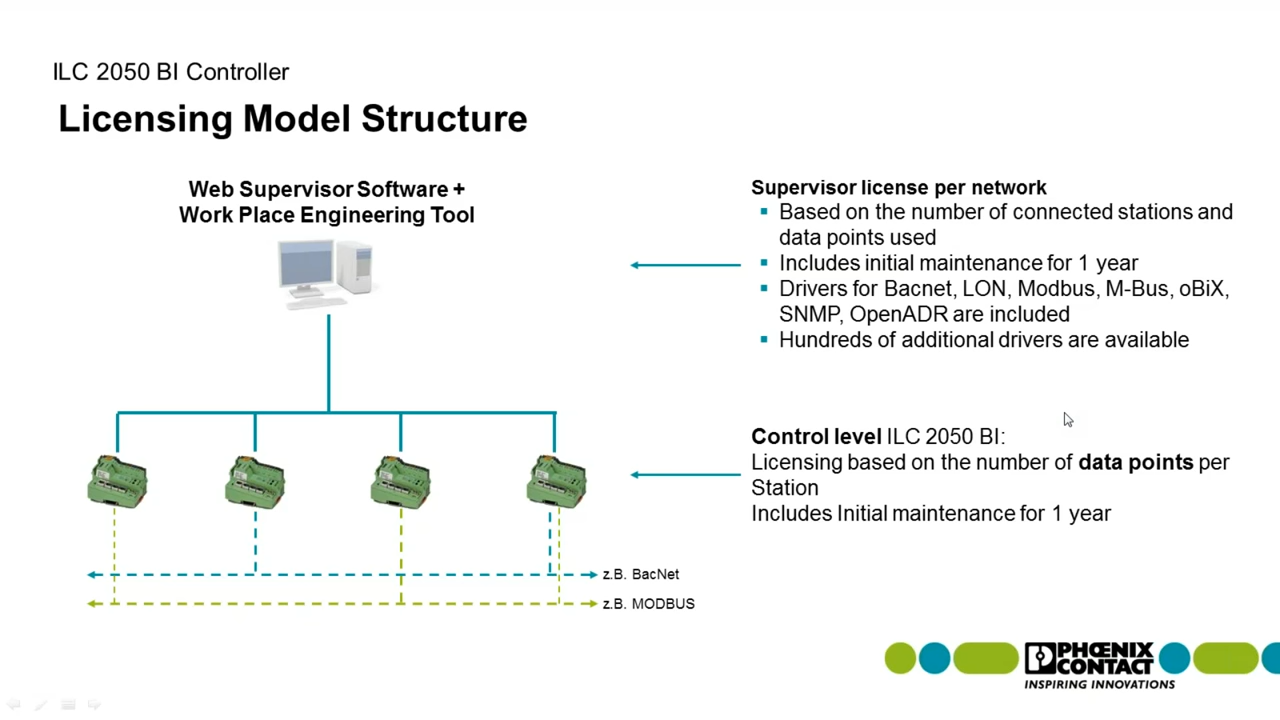 ILC 2050 BI Controller
Licensing Model Structure
Web Supervisor Software +
Work Place Engineering Tool
Supervisor license per network
Based on the number of connected stations and
data points used
Includes initial maintenance for 1 year
Drivers for Bacnet, LON, Modbus, M-Bus, oBiX,
SNMP, OpenADR are included
Hundreds of additional drivers are available
Control level ILC 2050 BI:
Licensing based on the number of data points per
Station
Includes Initial maintenance for 1 year
z.B. BacNet
z.B. MODBUS
PHŒNIX
CONTACT
INSPIRING INNOVATIONS